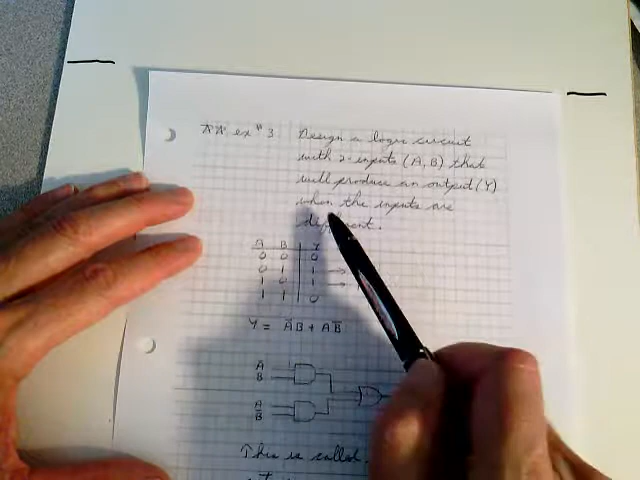 ** ex # 3 Design a logic circuit
with 2-inputs (A, B) that
will produce an output (Y)
when the inputs are
different.
A B Y
0 0 0
0 1 1 →
1 0 1 →
1 1 0
Y = A̅B + AB̅
A̅
B
A
B̅
This is called